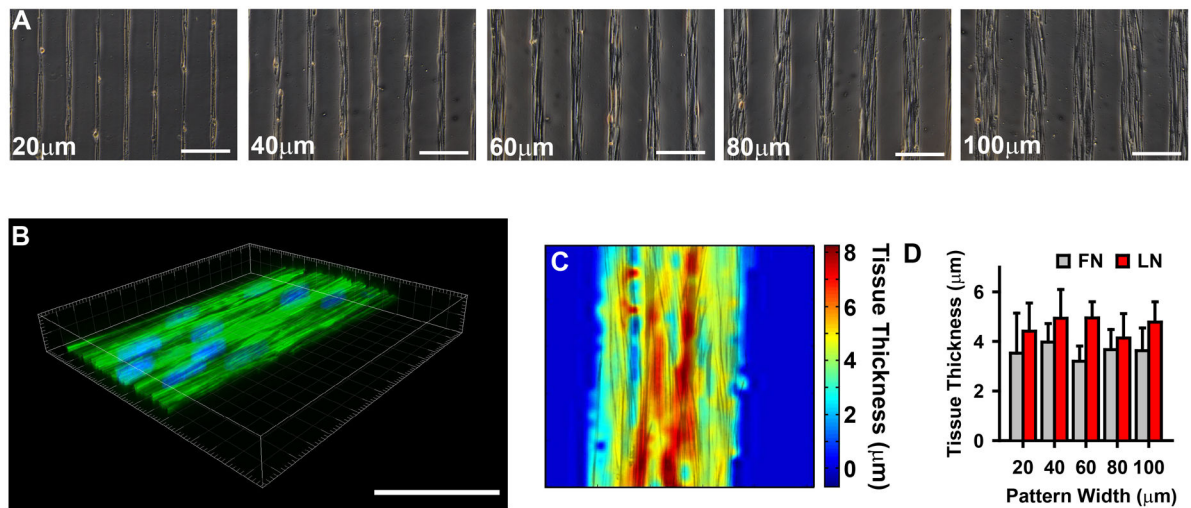 A
20μm
40μm
60μm
80μm
100μm
B
C
8
6
4
2
0
Tissue Thickness (μm)
D
FN LN
Tissue Thickness (μm)
6
4
2
0
20 40 60 80 100
Pattern Width (μm)